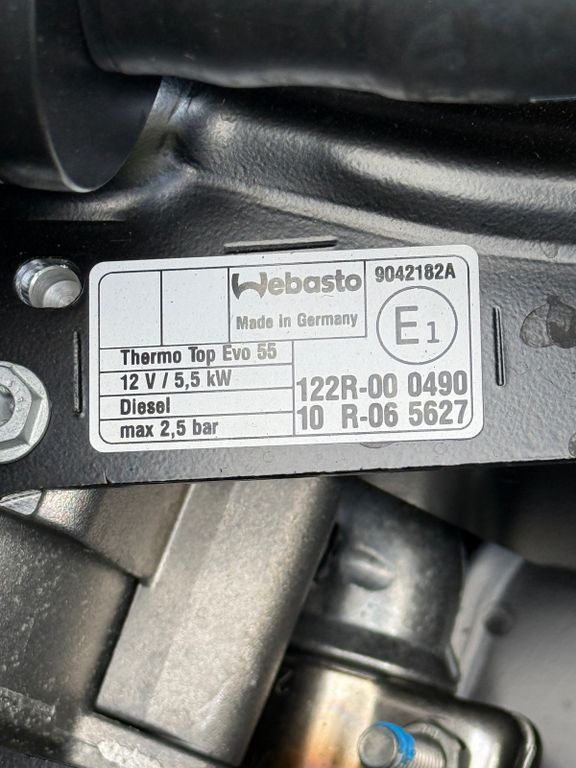 Webasto
9042182A
Made in Germany
E1
Thermo Top Evo 55
12 V / 5,5 kW
Diesel
max 2,5 bar
122R-00 0490
10 R-06 5627